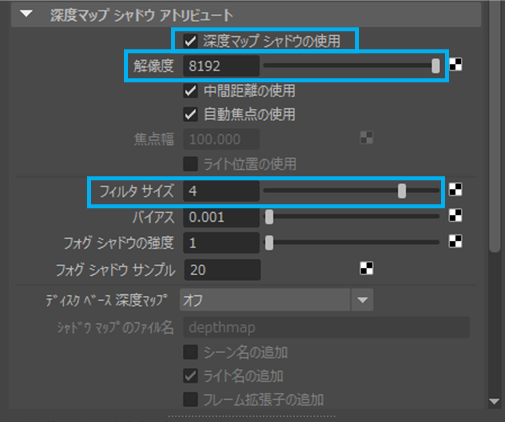 深度マップ シャドウ アトリビュート
深度マップ シャドウの使用
解像度 8192
中間距離の使用
自動焦点の使用
焦点幅 100.000
ライト位置の使用
フィルタ サイズ 4
バイアス 0.001
フォグ シャドウの強度 1
フォグ シャドウ サンプル 20
ディスク ベース 深度マップ オフ
シャドウ マップのファイル名 depthmap
シーン名の追加
ライト名の追加
フレーム拡張子の追加